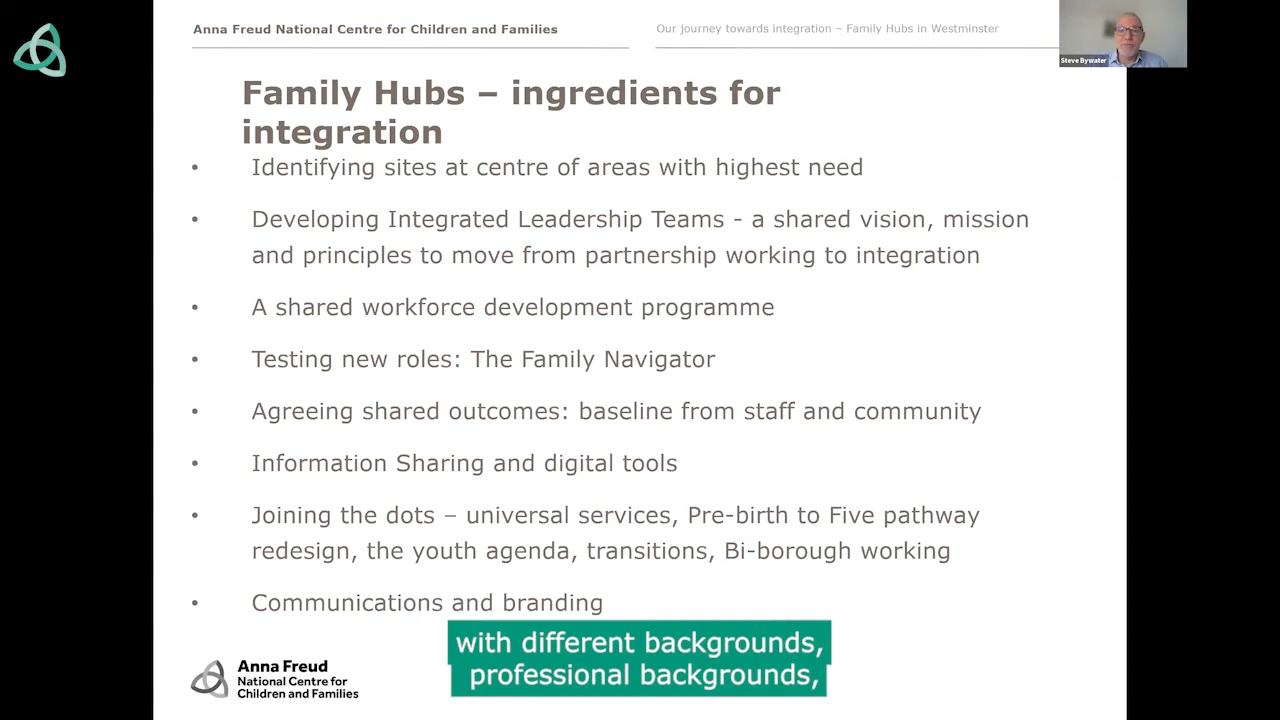 Anna Freud National Centre for Children and Families
Our journey towards integration – Family Hubs in Westminster
Steve Bywater
Family Hubs – ingredients for
integration
• Identifying sites at centre of areas with highest need
• Developing Integrated Leadership Teams - a shared vision, mission
and principles to move from partnership working to integration
• A shared workforce development programme
• Testing new roles: The Family Navigator
• Agreeing shared outcomes: baseline from staff and community
• Information Sharing and digital tools
• Joining the dots – universal services, Pre-birth to Five pathway
redesign, the youth agenda, transitions, Bi-borough working
• Communications and branding
with different backgrounds,
professional backgrounds,
Anna Freud
National Centre for
Children and Families